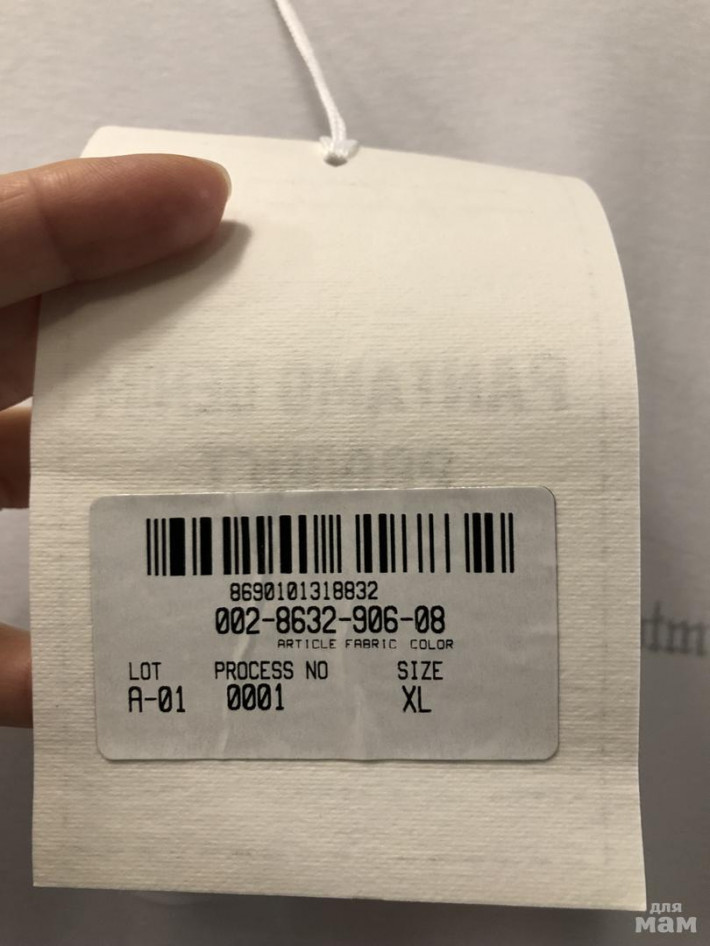 8690101318832
002-8632-906-08
ARTICLE FABRIC COLOR
LOT PROCESS NO SIZE
A-01 0001 XL
для
мам